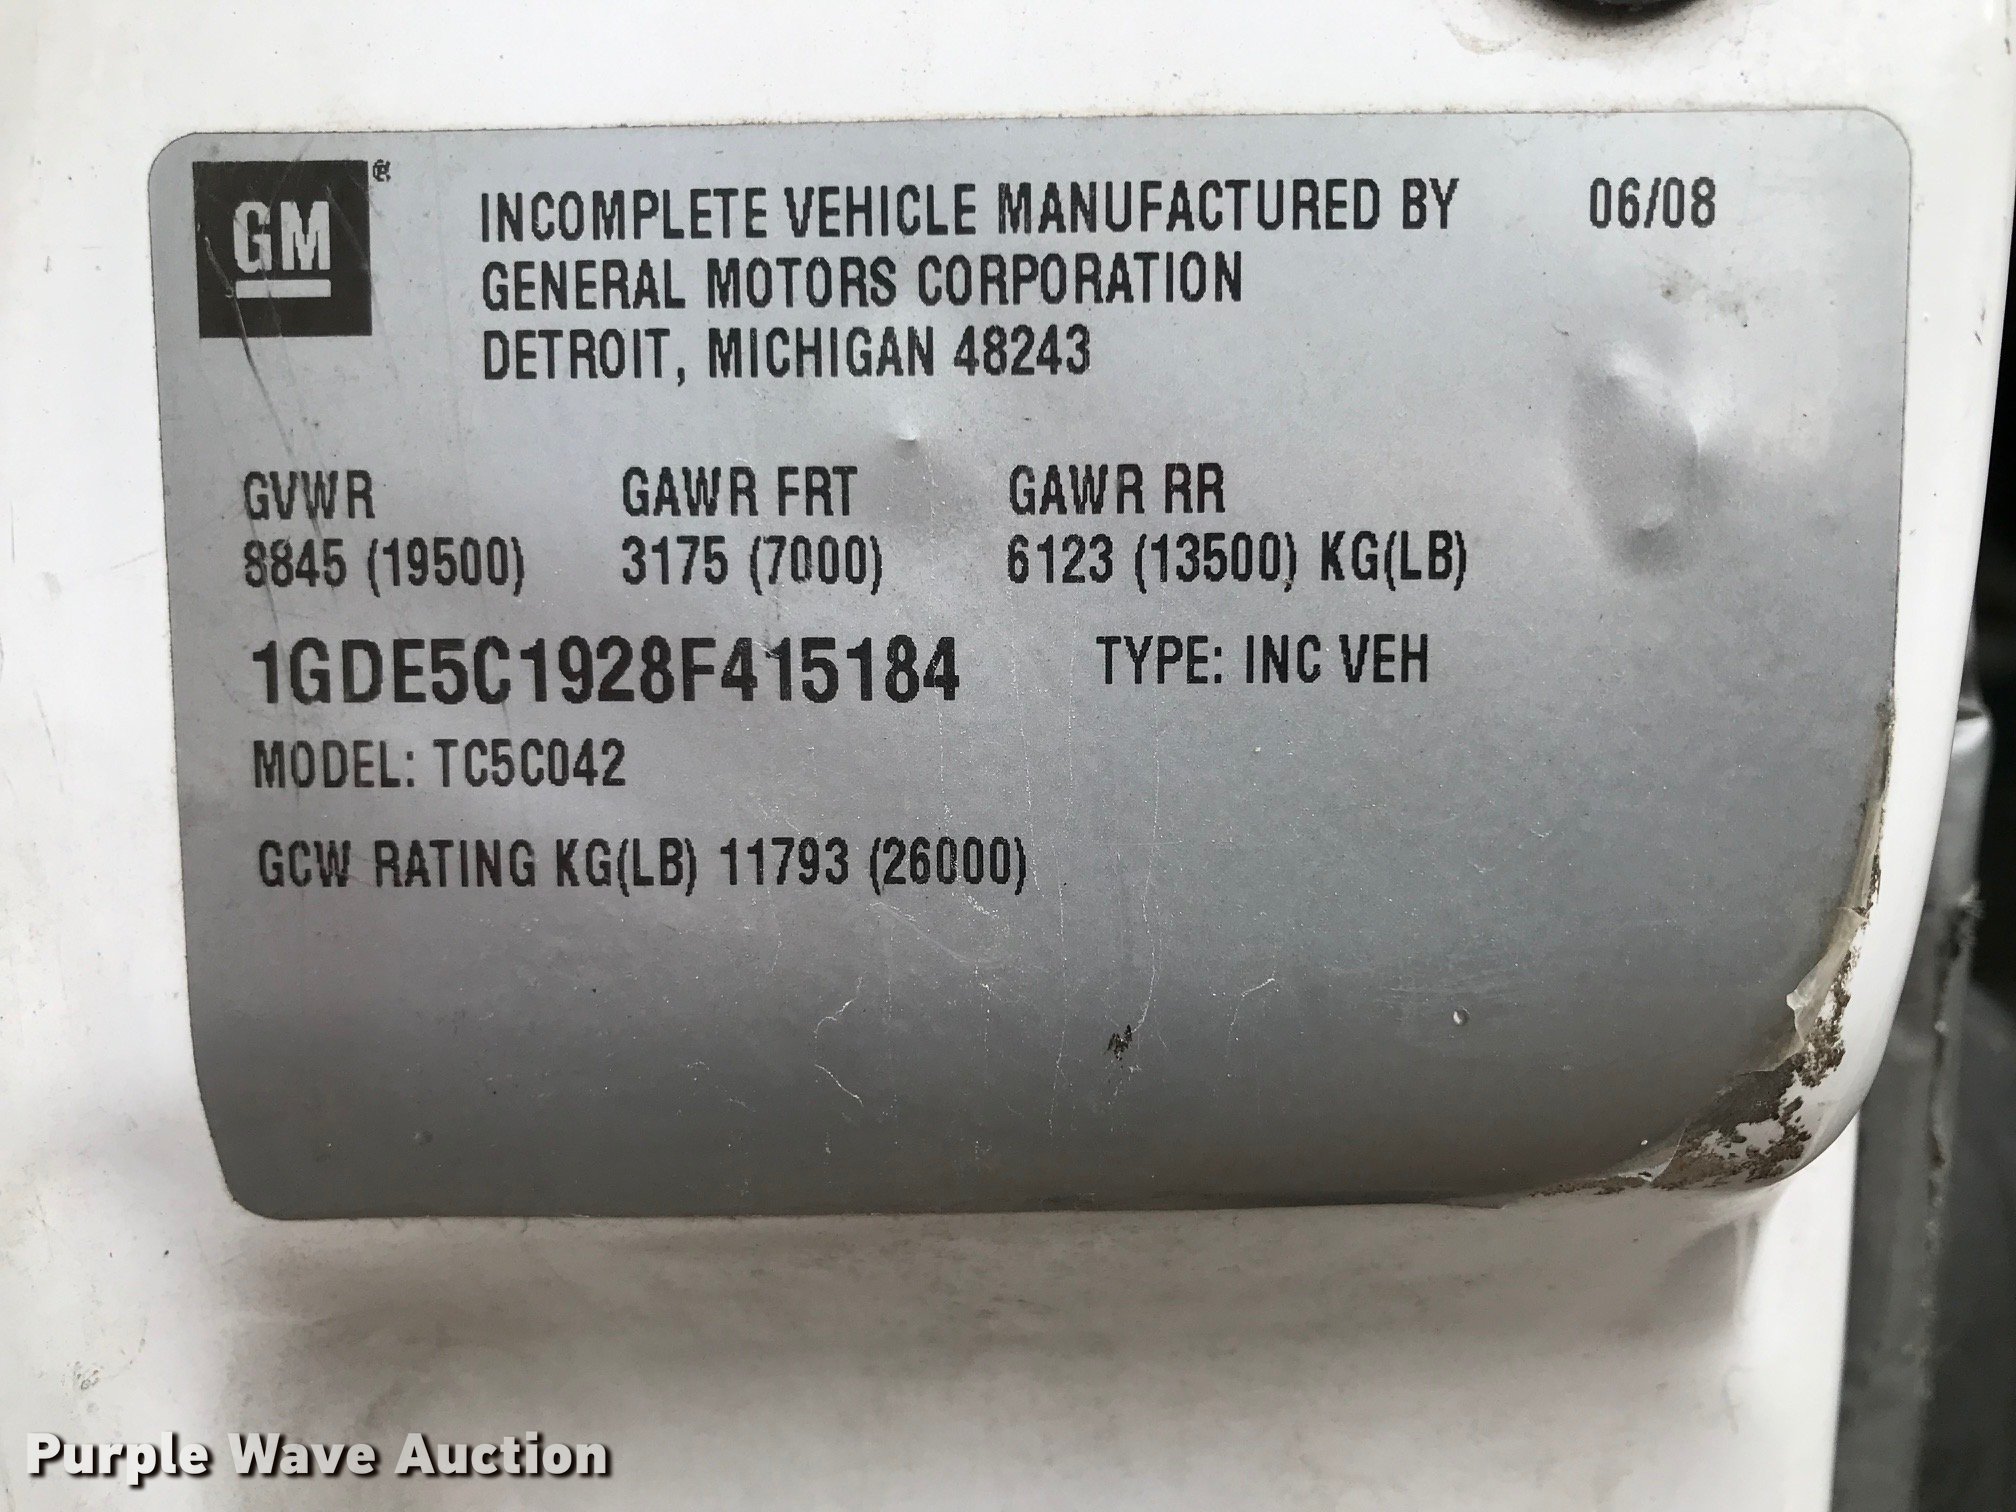 GM®
INCOMPLETE VEHICLE MANUFACTURED BY 06/08
GENERAL MOTORS CORPORATION
DETROIT, MICHIGAN 48243
GVWR GAWR FRT GAWR RR
8845 (19500) 3175 (7000) 6123 (13500) KG(LB)
1GDE5C1928F415184 TYPE: INC VEH
MODEL: TC5C042
GCW RATING KG(LB) 11793 (26000)
Purple Wave Auction